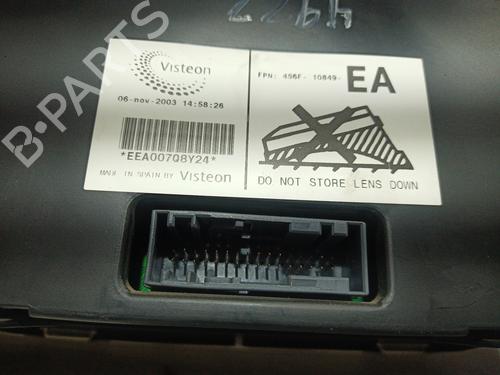 4922
Visteon
06-nov-2003 14:58:26
*EEA00708Y24*
MADE IN SPAIN BY Visteon
FPN: 4S6F- 10849- EA
DO NOT STORE LENS DOWN
B-PARTS